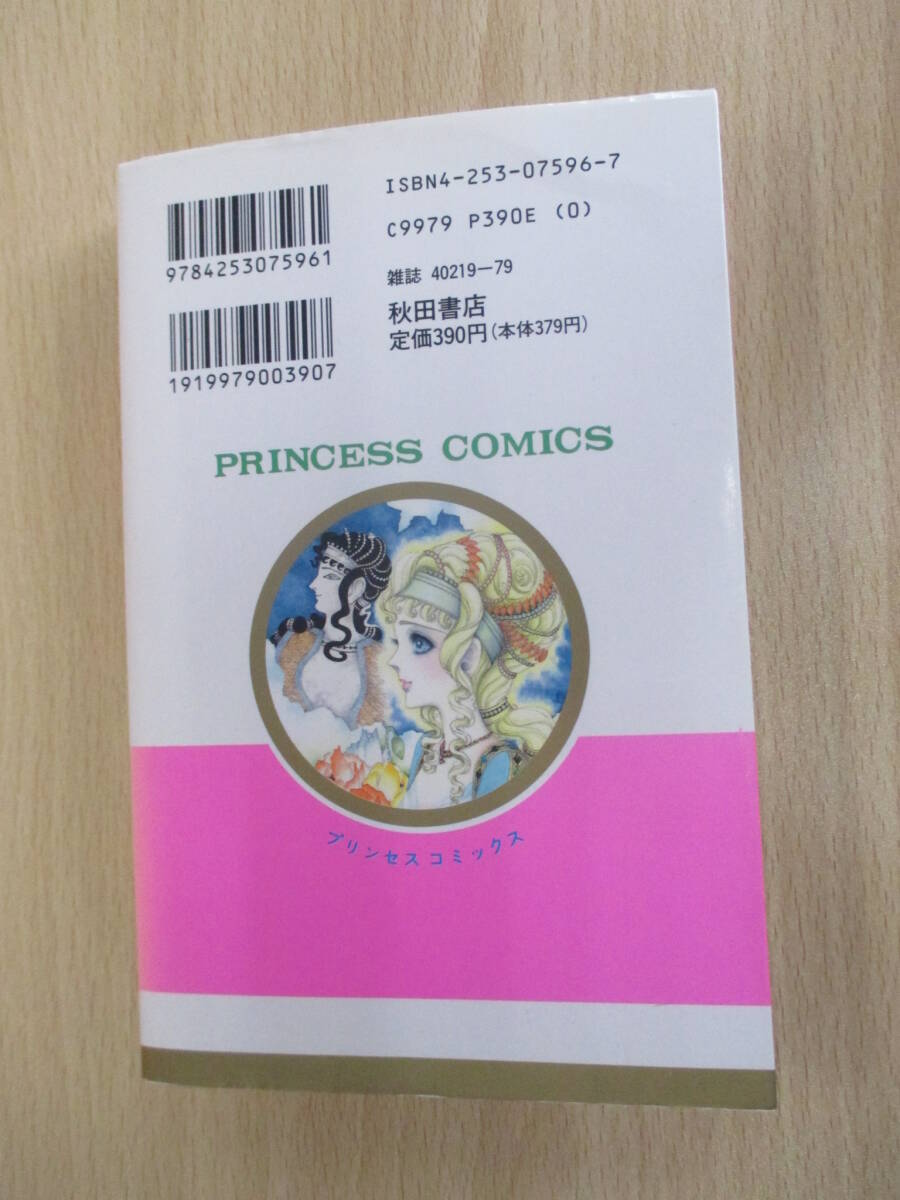 ISBN4-253-07596-7
C9979 P390E (0)
9784253075961
雑誌 40219-79
秋田書店
定価390円(本体379円)
1919979003907
PRINCESS COMICS
プリンセスコミックス